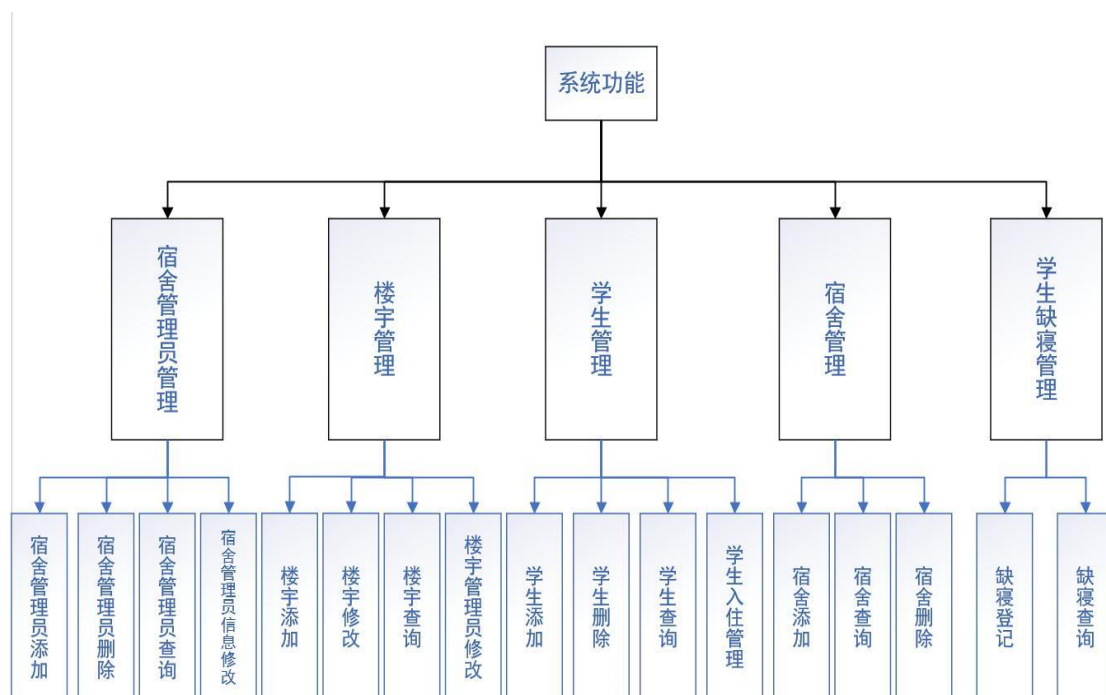 系统功能
宿舍管理员管理
楼宇管理
学生管理
宿舍管理
学生缺寝管理
宿舍管理员添加
宿舍管理员删除
宿舍管理员查询
宿舍管理员信息修改
楼宇添加
楼宇修改
楼宇查询
楼宇管理员修改
学生添加
学生删除
学生查询
学生入住管理
宿舍添加
宿舍查询
宿舍删除
缺寝登记
缺寝查询